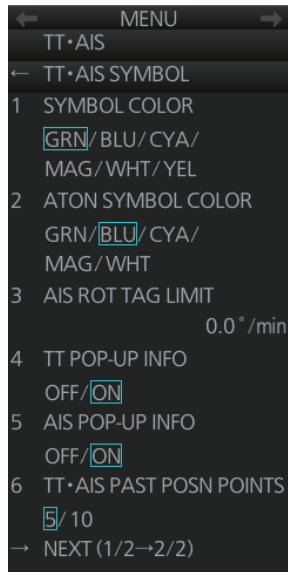 ← MENU →
TT•AIS
← TT•AIS SYMBOL
1 SYMBOL COLOR
GRN/BLU/CYA/
MAG/WHT/YEL
2 ATON SYMBOL COLOR
GRN/BLU/CYA/
MAG/WHT
3 AIS ROT TAG LIMIT
0.0°/min
4 TT POP-UP INFO
OFF/ON
5 AIS POP-UP INFO
OFF/ON
6 TT•AIS PAST POSN POINTS
5/10
→ NEXT (1/2→2/2)